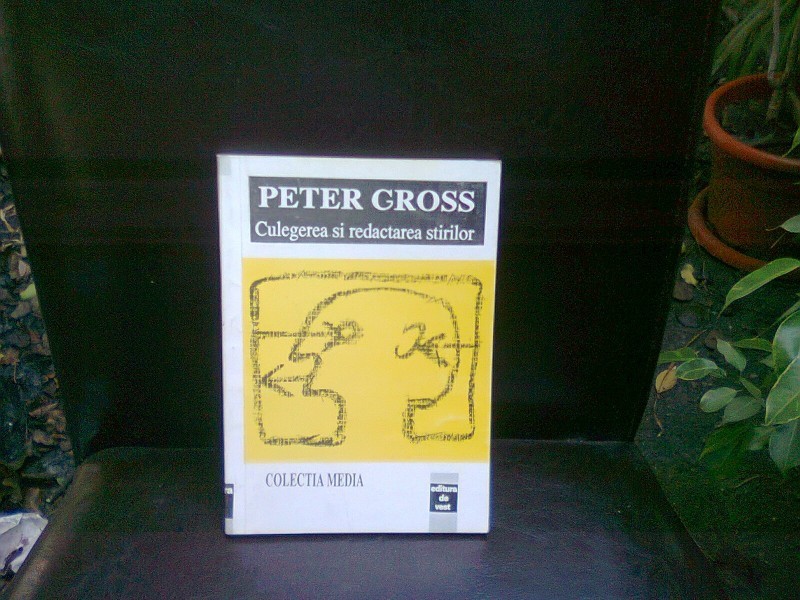 PETER GROSS
Culegerea si redactarea stirilor
COLECTIA MEDIA
editura
de
vest